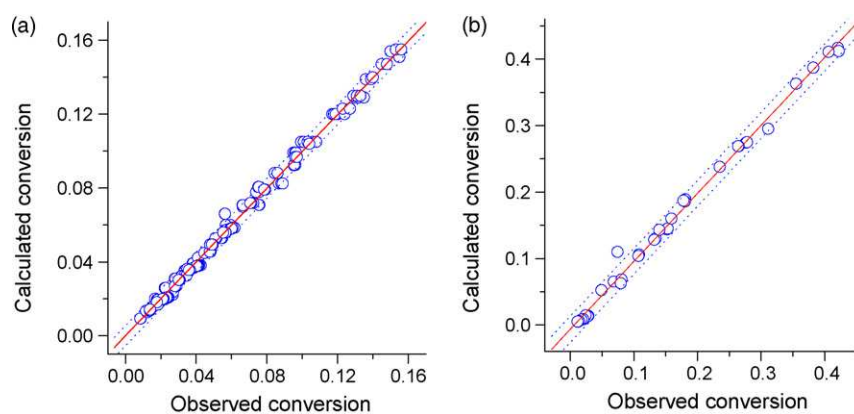 (a)
0.16
0.12
0.08
0.04
0.00
Calculated conversion
0.00 0.04 0.08 0.12 0.16
Observed conversion
(b)
0.4
0.3
0.2
0.1
0.0
Calculated conversion
0.0 0.1 0.2 0.3 0.4
Observed conversion